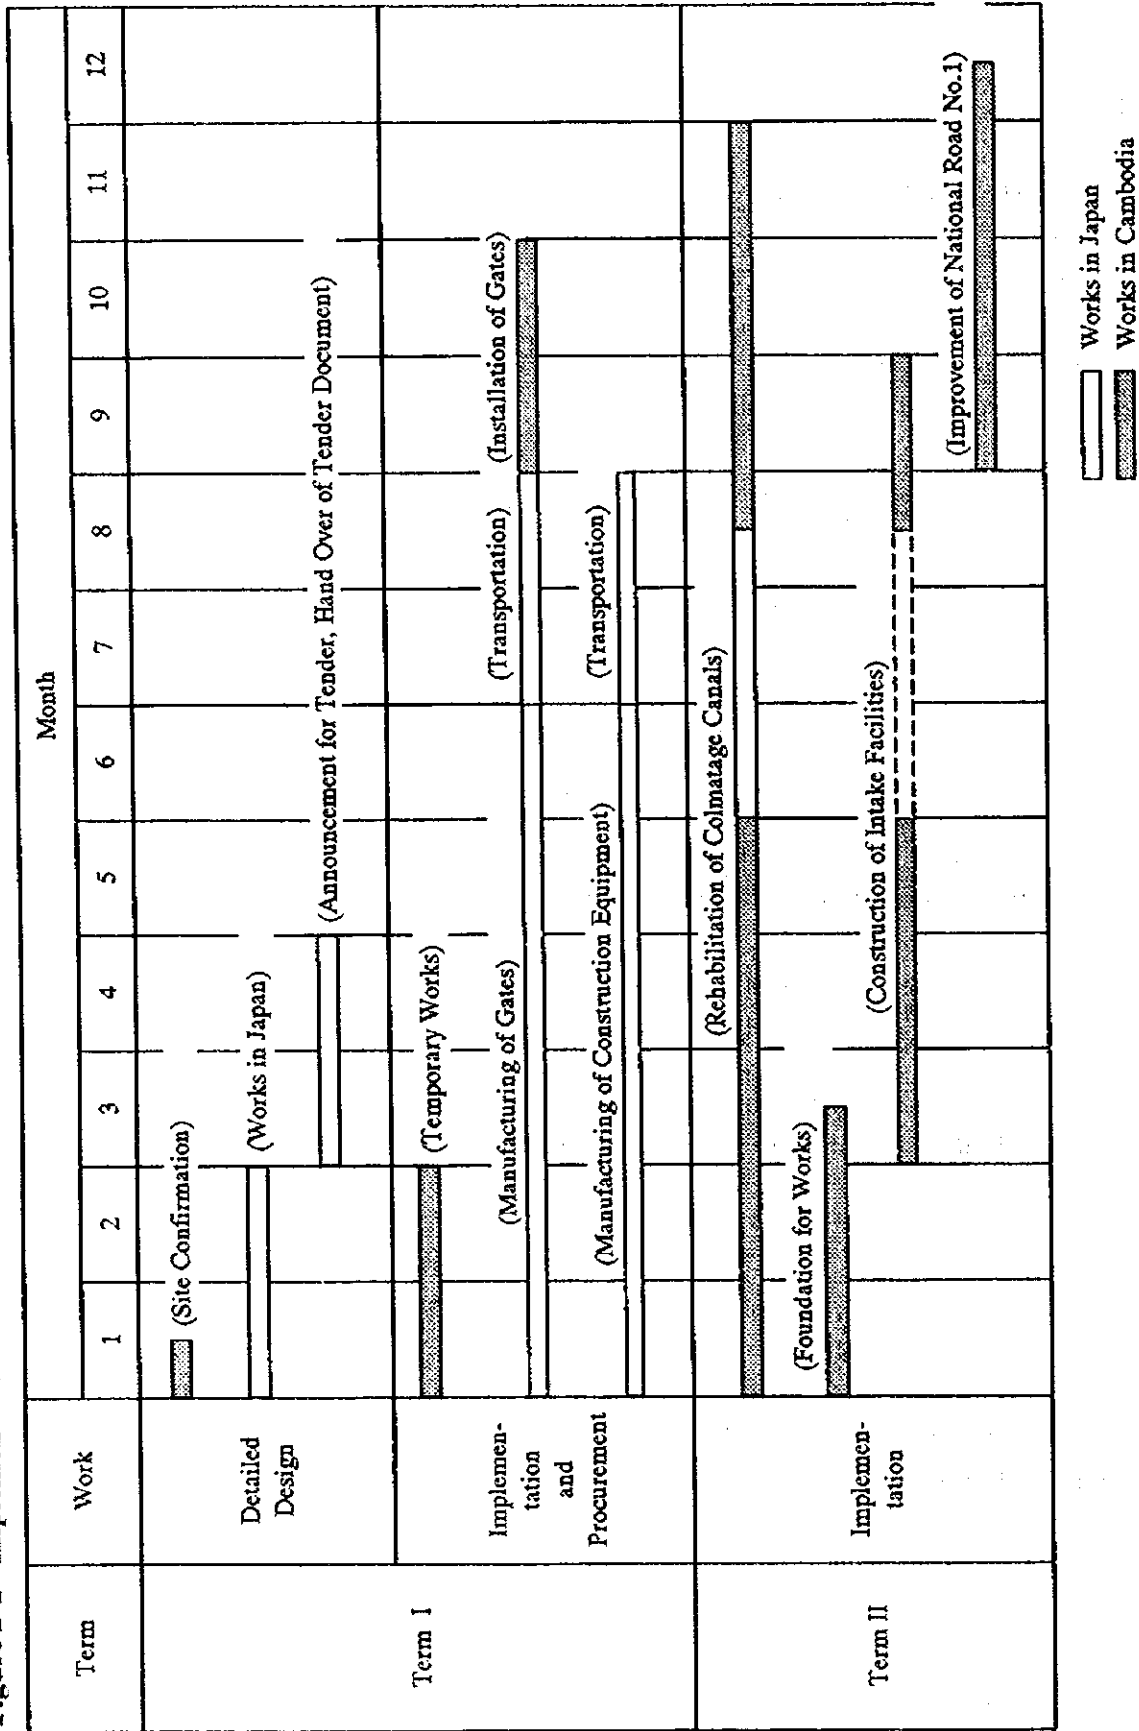 Term
Work
Month
1
2
3
4
5
6
7
8
9
10
11
12
Term I
Detailed
Design
(Site Confirmation)
(Works in Japan)
(Announcement for Tender, Hand Over of Tender Document)
Implemen-
tation
and
Procurement
(Temporary Works)
(Manufacturing of Gates)
(Transportation)
(Installation of Gates)
(Manufacturing of Construction Equipment)
(Transportation)
Term II
Implemen-
tation
(Rehabilitation of Colmatage Canals)
(Foundation for Works)
(Construction of Intake Facilities)
(Improvement of National Road No.1)
Works in Japan
Works in Cambodia